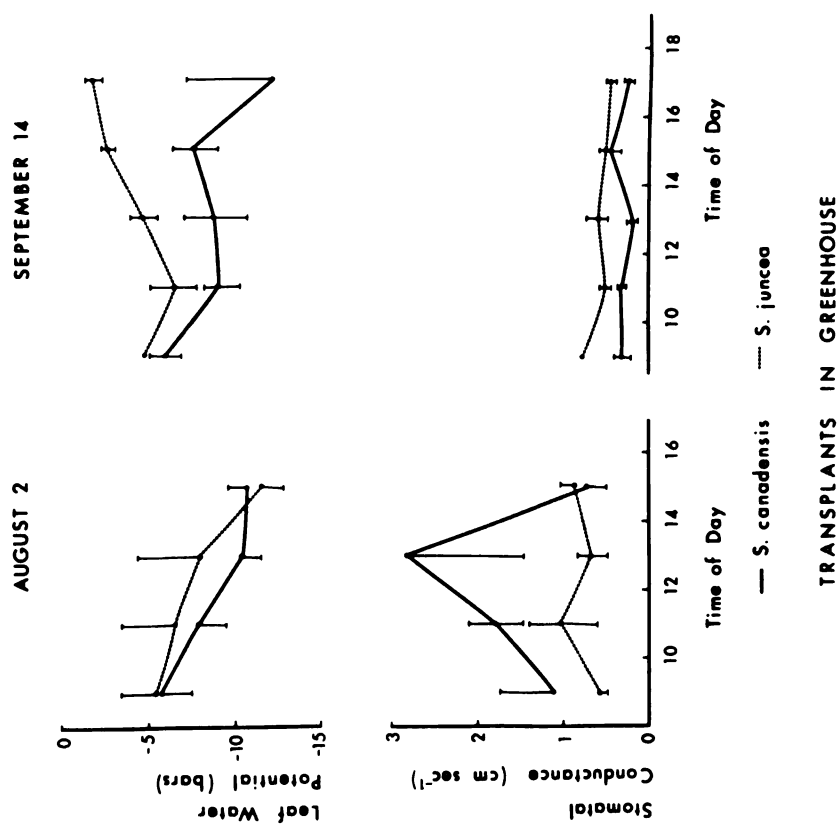 AUGUST 2
SEPTEMBER 14
Leaf Water
Potential (bars)
0
-5
-10
-15
Stomatal
Conductance (cm sec⁻¹)
3
2
1
0
10
12
14
16
Time of Day
10
12
14
16
18
Time of Day
S. canadensis
S. juncea
TRANSPLANTS IN GREENHOUSE